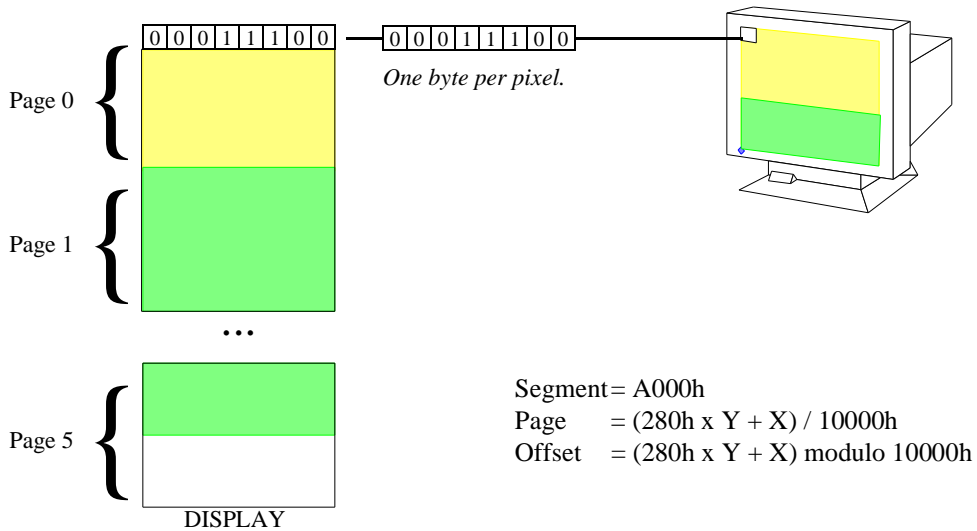 0 0 0 1 1 1 0 0
0 0 0 1 1 1 0 0
One byte per pixel.
Page 0
Page 1
...
Page 5
DISPLAY
Segment = A000h
Page = (280h x Y + X) / 10000h
Offset = (280h x Y + X) modulo 10000h